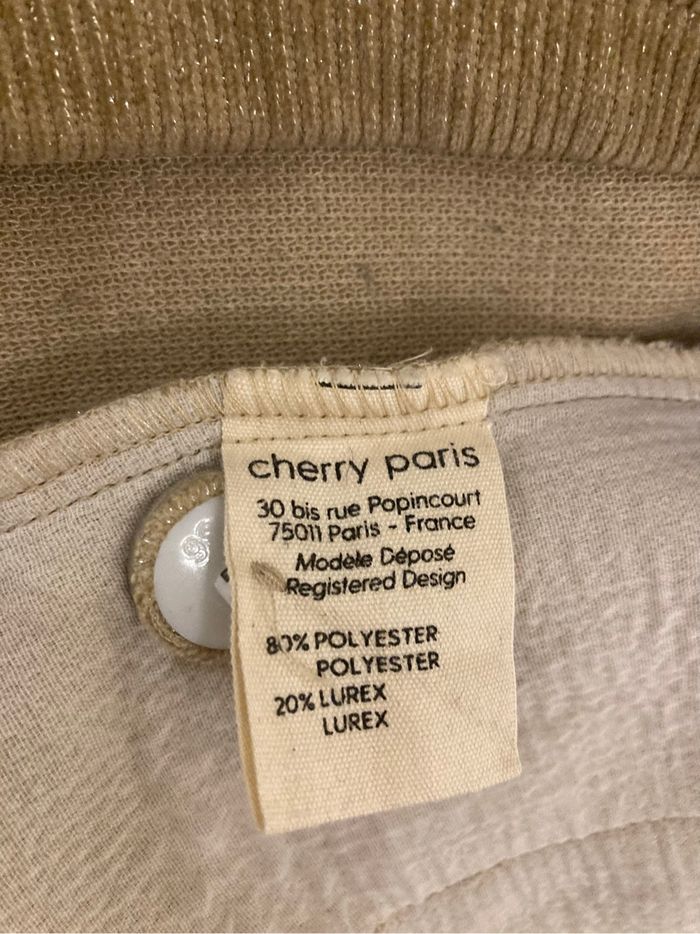 cherry paris
30 bis rue Popincourt
75011 Paris - France
Modèle Déposé
Registered Design
80% POLYESTER
POLYESTER
20% LUREX
LUREX